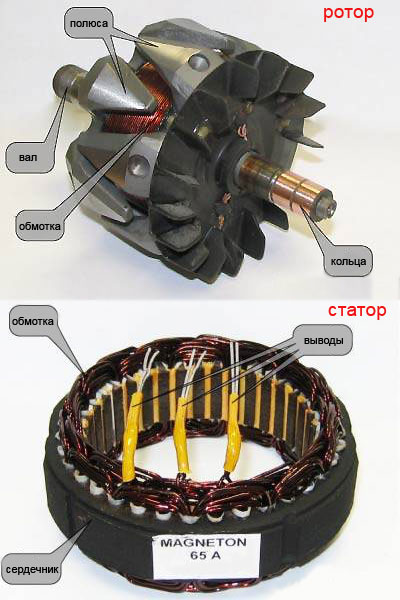 ротор
полюса
вал
обмотка
кольца
статор
обмотка
выводы
сердечник
MAGNETON
65 A